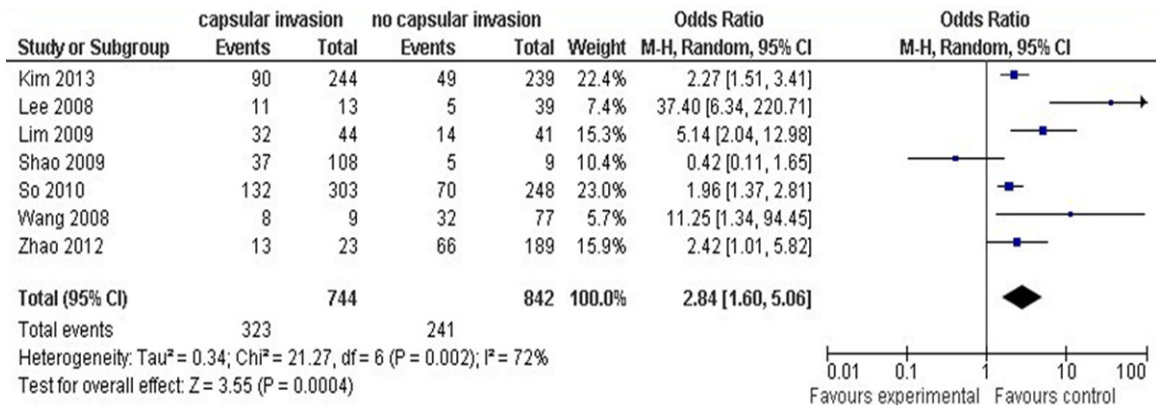 capsular invasion no capsular invasion Odds Ratio Odds Ratio
Study or Subgroup Events Total Events Total Weight M-H, Random, 95% CI M-H, Random, 95% CI
Kim 2013 90 244 49 239 22.4% 2.27 [1.51, 3.41]
Lee 2008 11 13 5 39 7.4% 37.40 [6.34, 220.71]
Lim 2009 32 44 14 41 15.3% 5.14 [2.04, 12.98]
Shao 2009 37 108 5 9 10.4% 0.42 [0.11, 1.65]
So 2010 132 303 70 248 23.0% 1.96 [1.37, 2.81]
Wang 2008 8 9 32 77 5.7% 11.25 [1.34, 94.45]
Zhao 2012 13 23 66 189 15.9% 2.42 [1.01, 5.82]
Total (95% CI) 744 842 100.0% 2.84 [1.60, 5.06]
Total events 323 241
Heterogeneity: Tau² = 0.34; Chi² = 21.27, df = 6 (P = 0.002); I² = 72%
Test for overall effect: Z = 3.55 (P = 0.0004)
0.01 0.1 1 10 100
Favours experimental Favours control